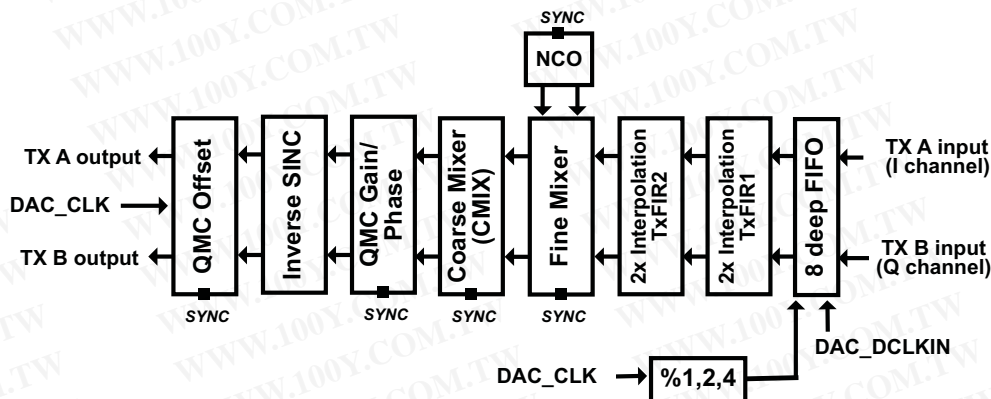 SYNC
NCO
TX A output
DAC_CLK
TX B output
QMC Offset
SYNC
Inverse SINC
QMC Gain/
Phase
SYNC
Coarse Mixer
(CMIX)
SYNC
Fine Mixer
SYNC
2x Interpolation
TxFIR2
2x Interpolation
TxFIR1
8 deep FIFO
TX A input
(I channel)
TX B input
(Q channel)
DAC_DCLKIN
DAC_CLK
%1,2,4
WWW.100Y.COM.TW